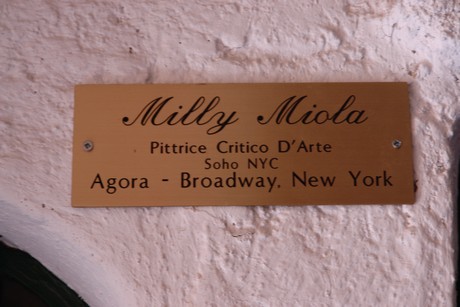 Milly Miola
Pittrice Critico D'Arte
Soho NYC
Agora - Broadway, New York